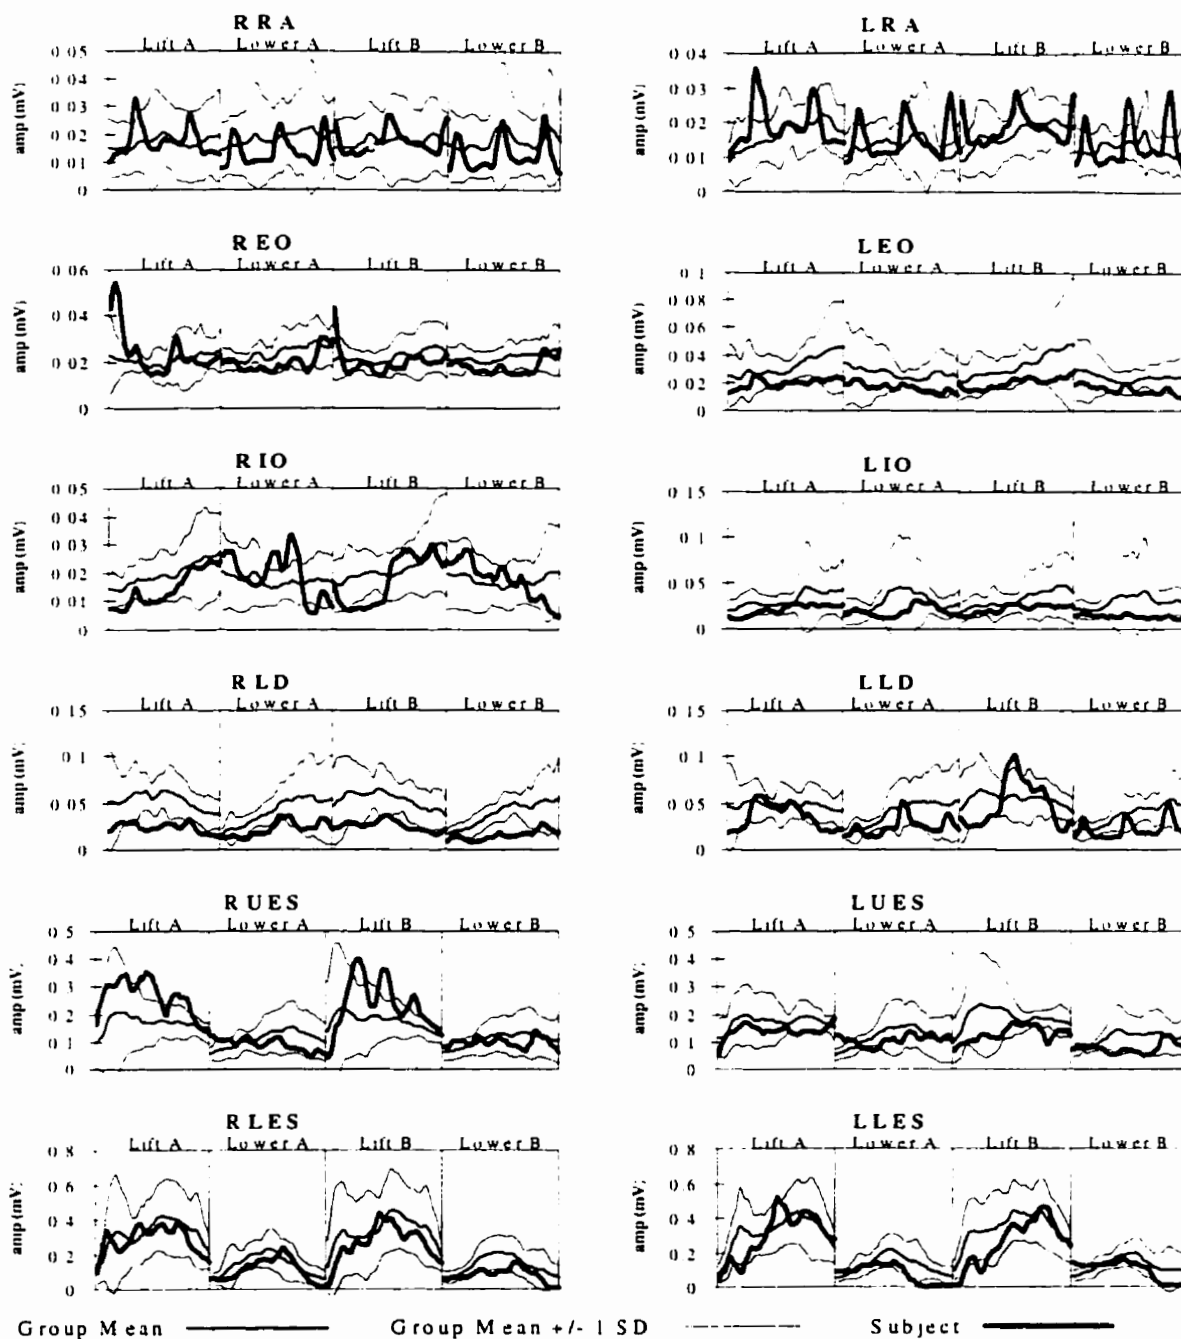 RRA
Lift A Lower A Lift B Lower B
0 05
0 04
0 03
0 02
0 01
0
amp (mV)
LRA
Lift A Lower A Lift B Lower B
0 04
0 03
0 02
0 01
0
amp (mV)
REO
Lift A Lower A Lift B Lower B
0 06
0 04
0 02
0
amp (mV)
LEO
Lift A Lower A Lift B Lower B
0 1
0 08
0 06
0 04
0 02
0
amp (mV)
RIO
Lift A Lower A Lift B Lower B
0 05
0 04
0 03
0 02
0 01
0
amp (mV)
LIO
Lift A Lower A Lift B Lower B
0 15
0 1
0 05
0
amp (mV)
RLD
Lift A Lower A Lift B Lower B
0 15
0 1
0 05
0
amp (mV)
LLD
Lift A Lower A Lift B Lower B
0 15
0 1
0 05
0
amp (mV)
RUES
Lift A Lower A Lift B Lower B
0 5
0 4
0 3
0 2
0 1
0
amp (mV)
LUES
Lift A Lower A Lift B Lower B
0 5
0 4
0 3
0 2
0 1
0
amp (mV)
RLES
Lift A Lower A Lift B Lower B
0 8
0 6
0 4
0 2
0
amp (mV)
LLES
Lift A Lower A Lift B Lower B
0 8
0 6
0 4
0 2
0
amp (mV)
Group Mean Group Mean +/- 1 SD Subject